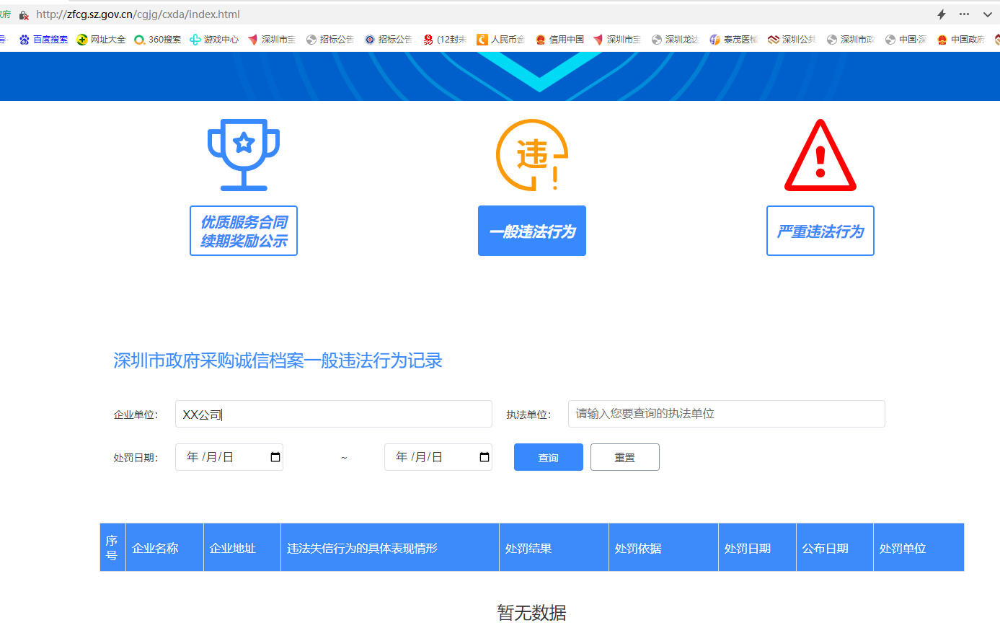 政府 http://zfcg.sz.gov.cn/cgjg/cxda/index.html
百度搜索 网址大全 360搜索 游戏中心 深圳市宝 招标公告 招标公告 (12封未 人民币金 信用中国 深圳市宝 深圳龙达 泰茂医械 深圳公共 深圳市政 中国·深 中国政府
违
优质服务合同
续期奖励公示
一般违法行为
严重违法行为
深圳市政府采购诚信档案一般违法行为记录
企业单位： XX公司 执法单位： 请输入您要查询的执法单位
处罚日期： 年 /月/日 ~ 年 /月/日 查询 重置
序号 企业名称 企业地址 违法失信行为的具体表现情形 处罚结果 处罚依据 处罚日期 公布日期 处罚单位
暂无数据